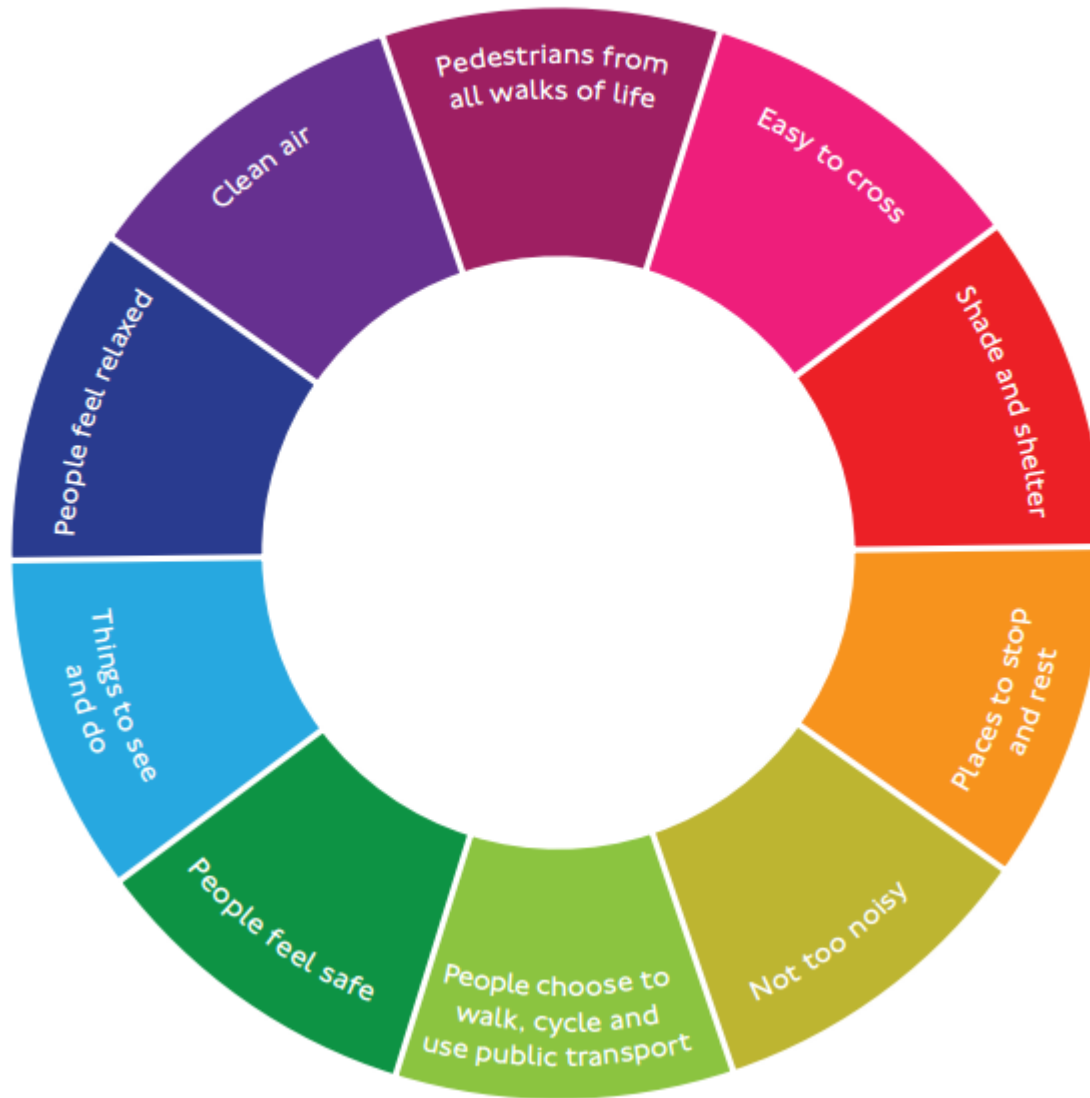 Pedestrians from
all walks of life
Easy to cross
Shade and shelter
Places to stop
and rest
Not too noisy
People choose to
walk, cycle and
use public transport
People feel safe
Things to see
and do
People feel relaxed
Clean air